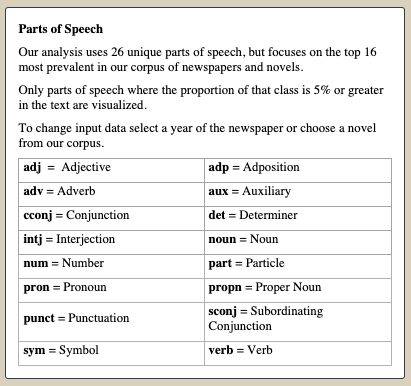 Parts of Speech
Our analysis uses 26 unique parts of speech, but focuses on the top 16
most prevalent in our corpus of newspapers and novels.
Only parts of speech where the proportion of that class is 5% or greater
in the text are visualized.
To change input data select a year of the newspaper or choose a novel
from our corpus.
adj = Adjective
adp = Adposition
adv = Adverb
aux = Auxiliary
cconj = Conjunction
det = Determiner
intj = Interjection
noun = Noun
num = Number
part = Particle
pron = Pronoun
propn = Proper Noun
punct = Punctuation
sconj = Subordinating
Conjunction
sym = Symbol
verb = Verb